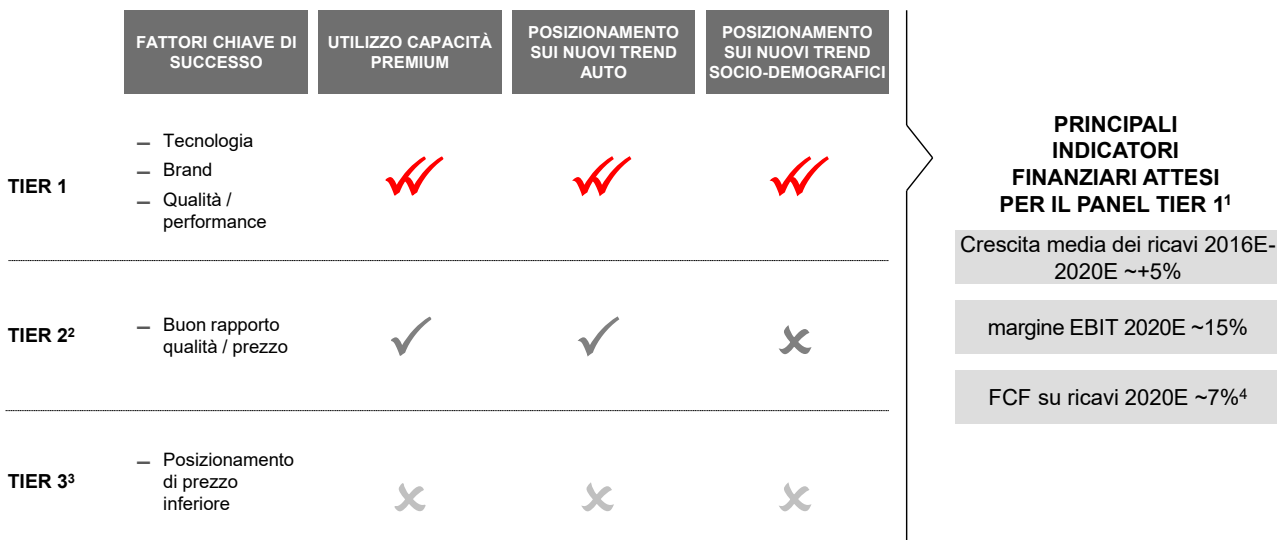 FATTORI CHIAVE DI
SUCCESSO
UTILIZZO CAPACITÀ
PREMIUM
POSIZIONAMENTO
SUI NUOVI TREND
AUTO
POSIZIONAMENTO
SUI NUOVI TREND
SOCIO-DEMOGRAFICI
TIER 1
– Tecnologia
– Brand
– Qualità /
performance
TIER 2²
– Buon rapporto
qualità / prezzo
TIER 3³
– Posizionamento
di prezzo
inferiore
PRINCIPALI
INDICATORI
FINANZIARI ATTESI
PER IL PANEL TIER 1¹
Crescita media dei ricavi 2016E-
2020E ~+5%
margine EBIT 2020E ~15%
FCF su ricavi 2020E ~7%⁴